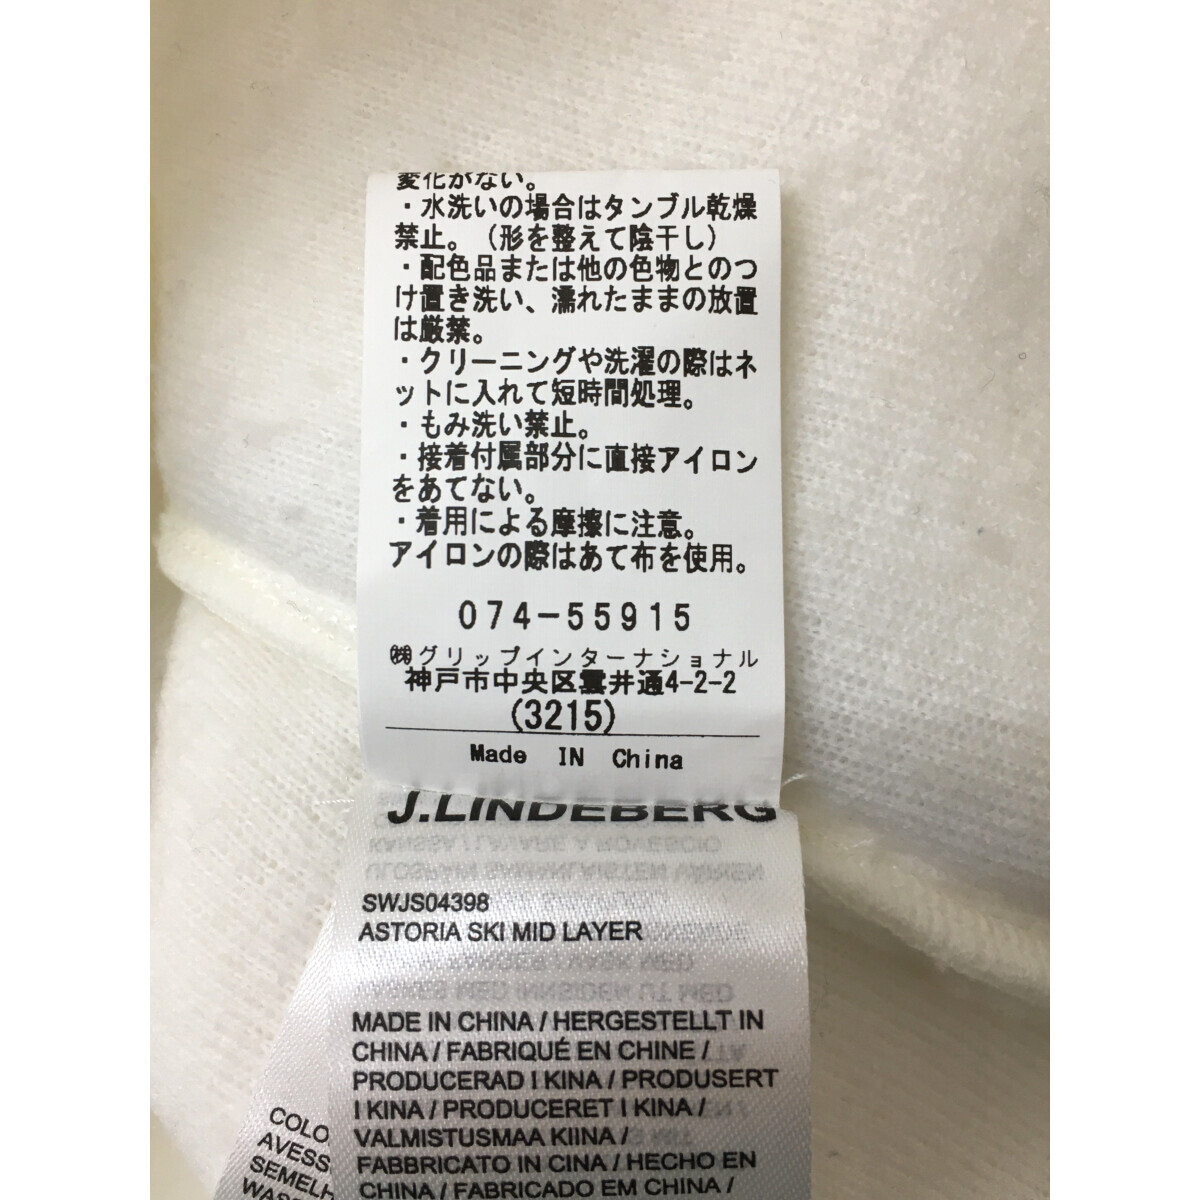 変化がない。
・水洗いの場合はタンブル乾燥
禁止。（形を整えて陰干し）
・配色品または他の色物とのつ
け置き洗い、濡れたままの放置
は厳禁。
・クリーニングや洗濯の際はネ
ットに入れて短時間処理。
・もみ洗い禁止。
・接着付属部分に直接アイロン
をあてない。
・着用による摩擦に注意。
アイロンの際はあて布を使用。
074-55915
㈱グリップインターナショナル
神戸市中央区雲井通4-2-2
(3215)
Made IN China
J.LINDEBERG
SWJS04398
ASTORIA SKI MID LAYER
MADE IN CHINA / HERGESTELLT IN
CHINA / FABRIQUÉ EN CHINE /
PRODUCERAD I KINA / PRODUSERT
I KINA / PRODUCERET I KINA /
VALMISTUSMAA KIINA /
FABBRICATO IN CINA / HECHO EN
CHINA / FABRICADO EM CHINA /
COLO
AVESS
SEMELH
WAS